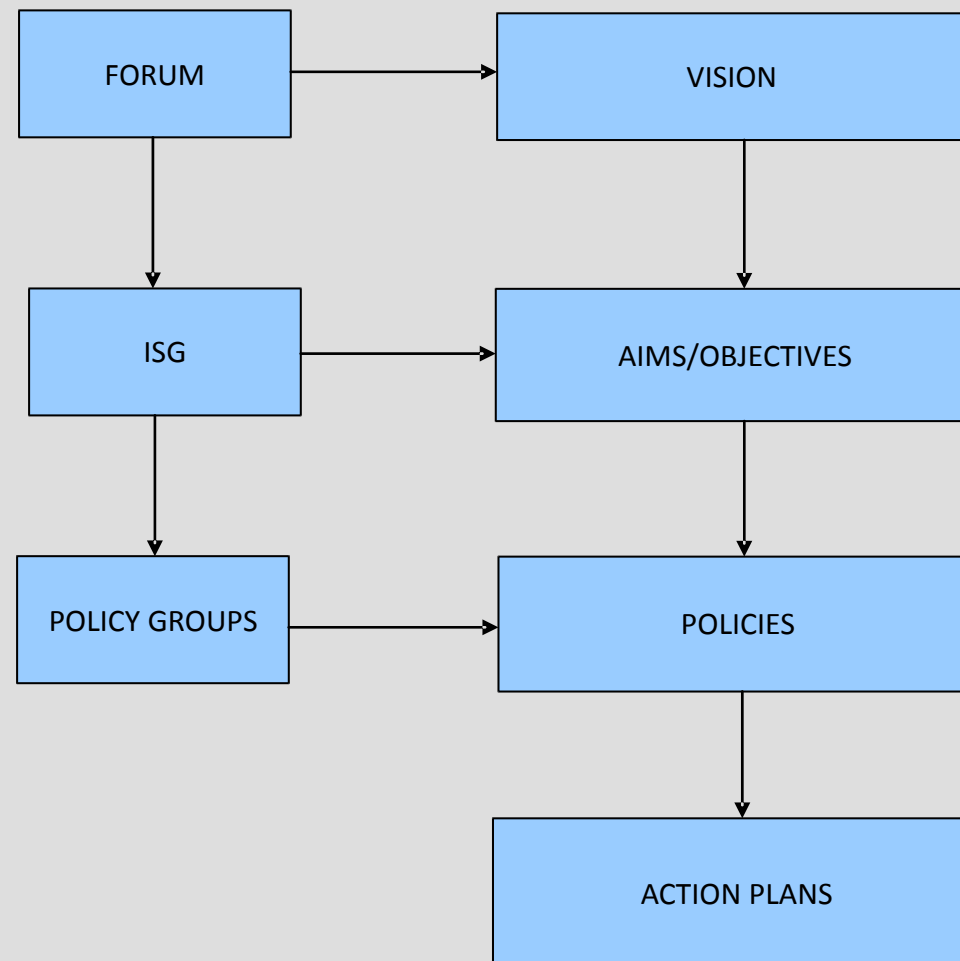 FORUM
VISION
ISG
AIMS/OBJECTIVES
POLICY GROUPS
POLICIES
ACTION PLANS